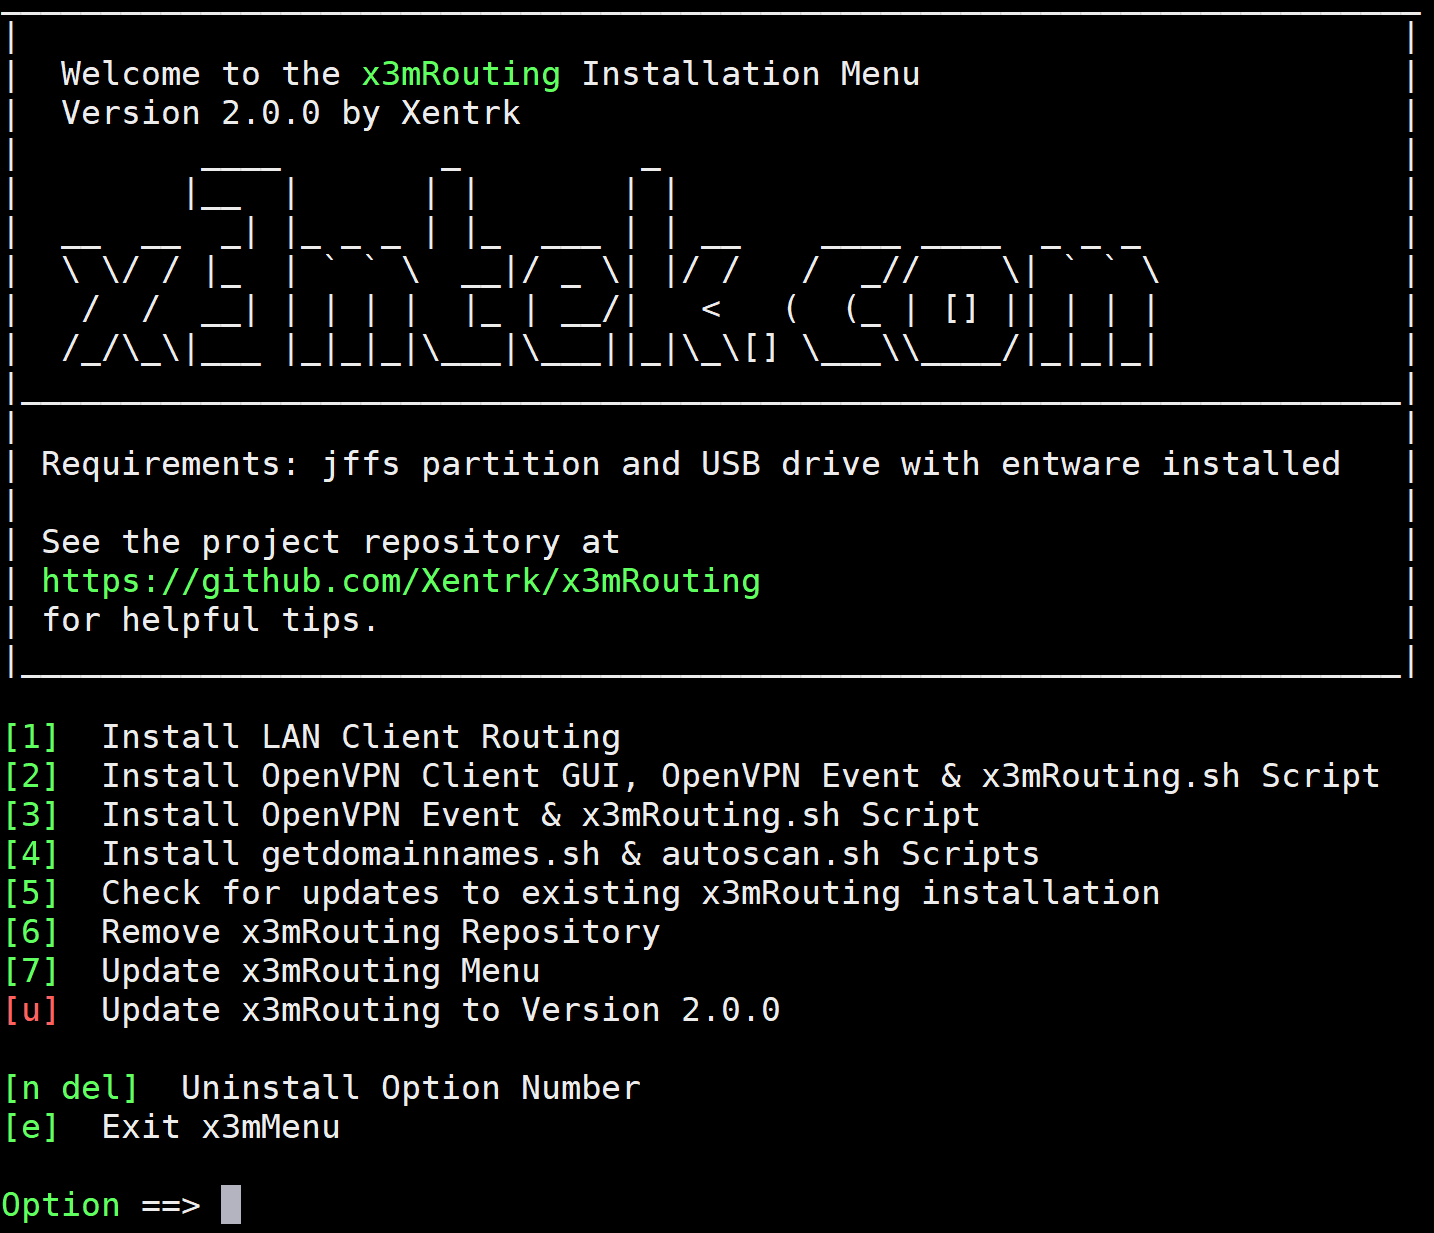 Welcome to the x3mRouting Installation Menu
Version 2.0.0 by Xentrk
x3mtek.com
Requirements: jffs partition and USB drive with entware installed
See the project repository at
https://github.com/Xentrk/x3mRouting
for helpful tips.
[1]  Install LAN Client Routing
[2]  Install OpenVPN Client GUI, OpenVPN Event & x3mRouting.sh Script
[3]  Install OpenVPN Event & x3mRouting.sh Script
[4]  Install getdomainnames.sh & autoscan.sh Scripts
[5]  Check for updates to existing x3mRouting installation
[6]  Remove x3mRouting Repository
[7]  Update x3mRouting Menu
[u]  Update x3mRouting to Version 2.0.0
[n del]  Uninstall Option Number
[e]  Exit x3mMenu
Option ==>